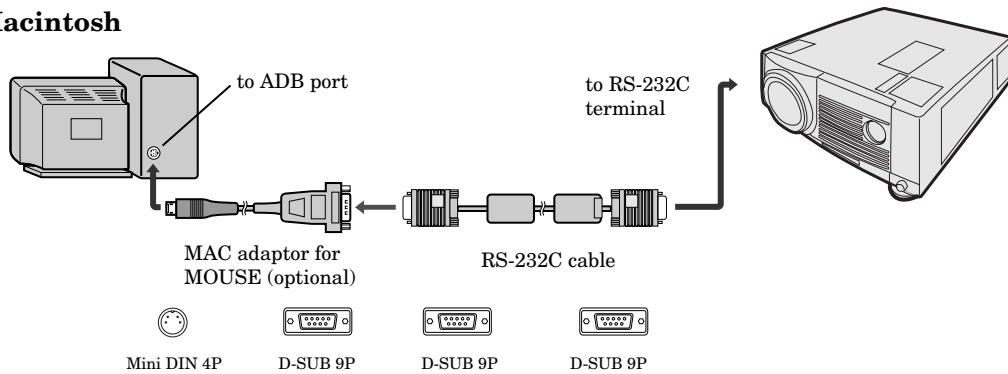 acintosh
to ADB port
to RS-232C
terminal
MAC adaptor for
MOUSE (optional)
RS-232C cable
Mini DIN 4P
D-SUB 9P
D-SUB 9P
D-SUB 9P